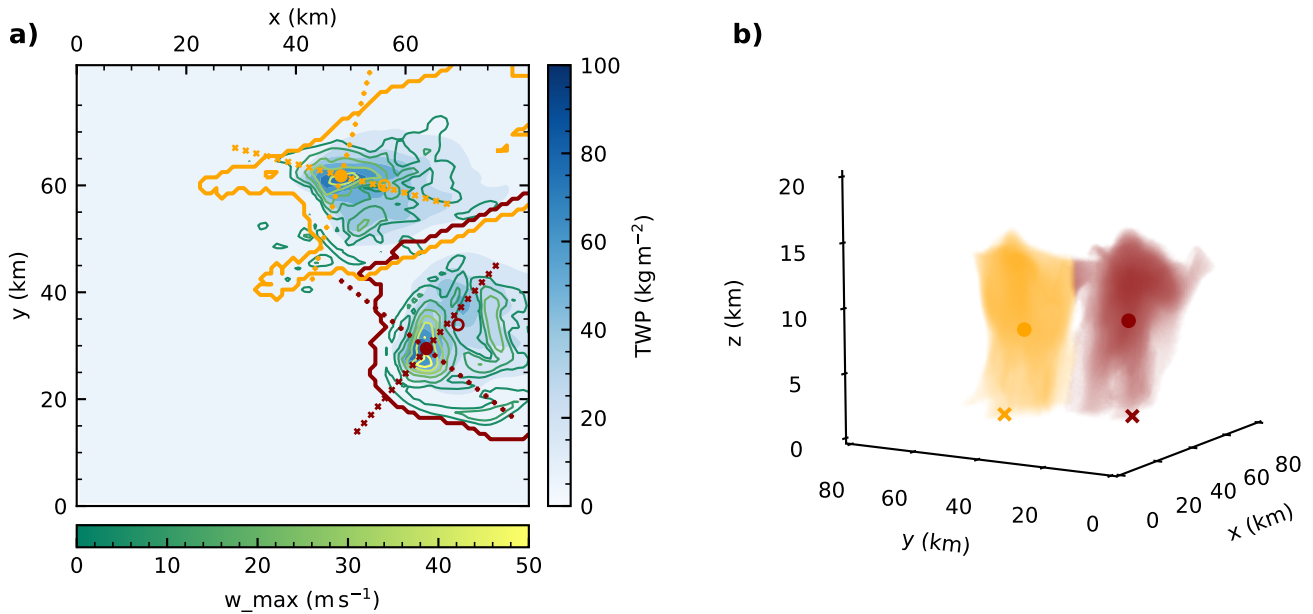 a)
x (km)
0 20 40 60
y (km)
60
40
20
0
100
80
60
40
20
0
TWP (kg m⁻²)
0 10 20 30 40 50
w_max (m s⁻¹)
b)
z (km)
20
15
10
5
0
80 60 40 20 0
y (km)
0 20 40 60 80
x (km)